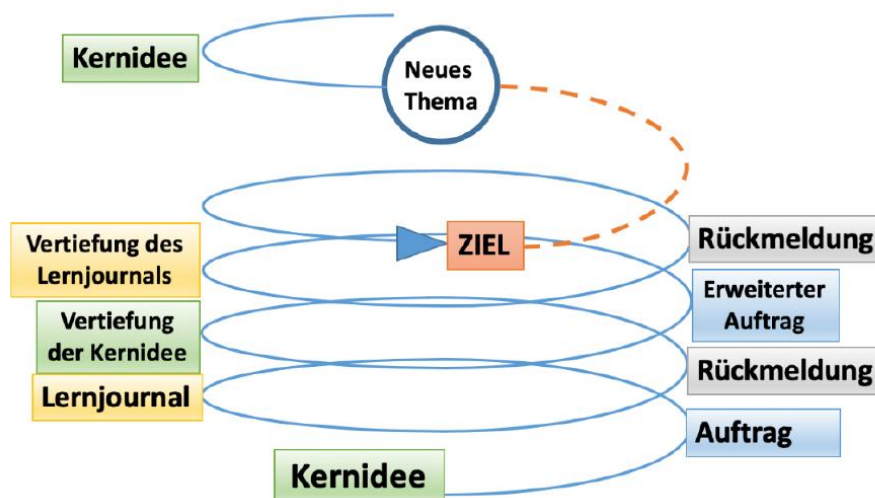 Kernidee
Neues
Thema
ZIEL
Vertiefung des
Lernjournals
Rückmeldung
Erweiterter
Auftrag
Vertiefung
der Kernidee
Rückmeldung
Lernjournal
Auftrag
Kernidee